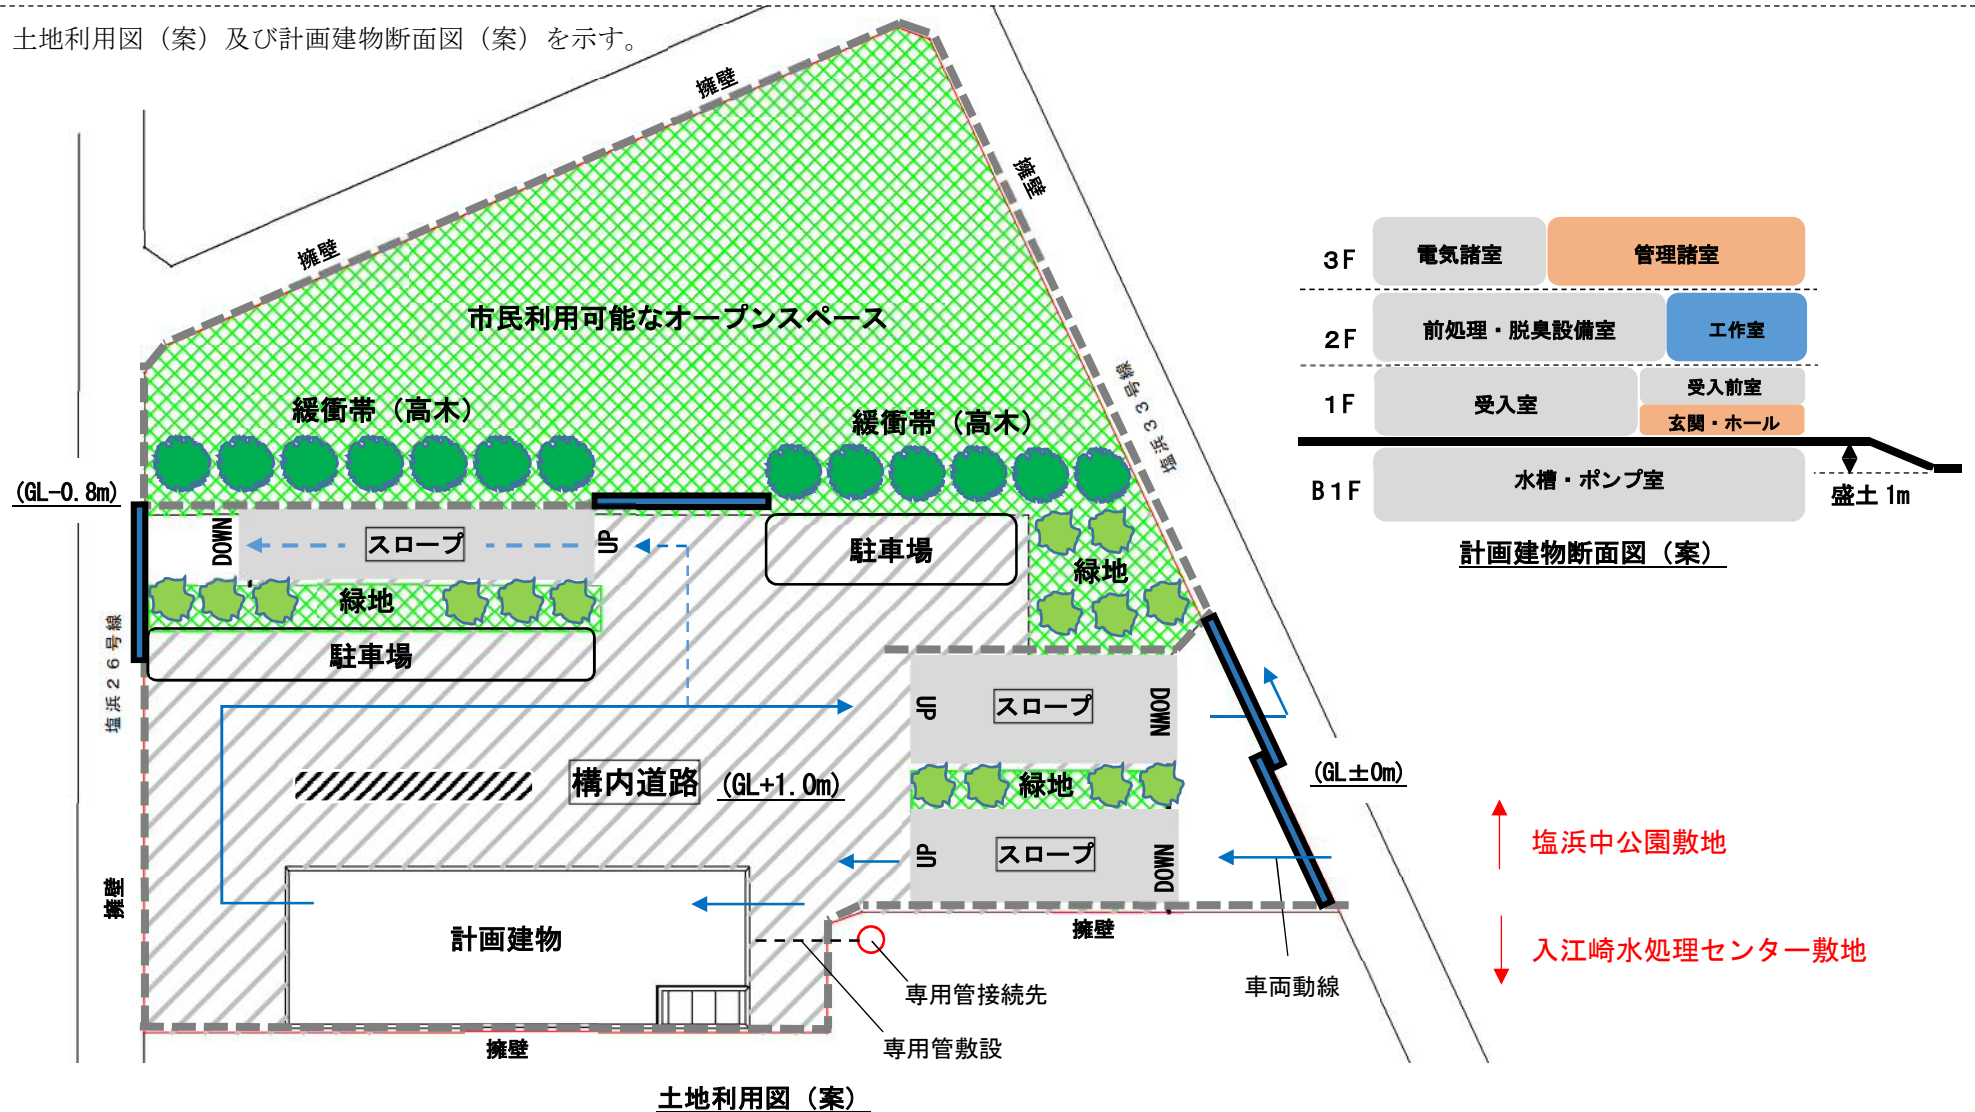 土地利用図（案）及び計画建物断面図（案）を示す。
擁壁
擁壁
擁壁
市民利用可能なオープンスペース
緩衝帯（高木）
緩衝帯（高木）
塩浜３３号線
(GL-0.8m)
DOWN
スロープ
UP
駐車場
緑地
緑地
駐車場
塩浜２６号線
UP
スロープ
DOWN
構内道路
(GL+1.0m)
緑地
(GL±0m)
UP
スロープ
DOWN
擁壁
計画建物
擁壁
専用管接続先
車両動線
専用管敷設
擁壁
土地利用図（案）
3F
電気諸室
管理諸室
2F
前処理・脱臭設備室
工作室
1F
受入室
受入前室
玄関・ホール
B1F
水槽・ポンプ室
盛土 1m
計画建物断面図（案）
塩浜中公園敷地
入江崎水処理センター敷地